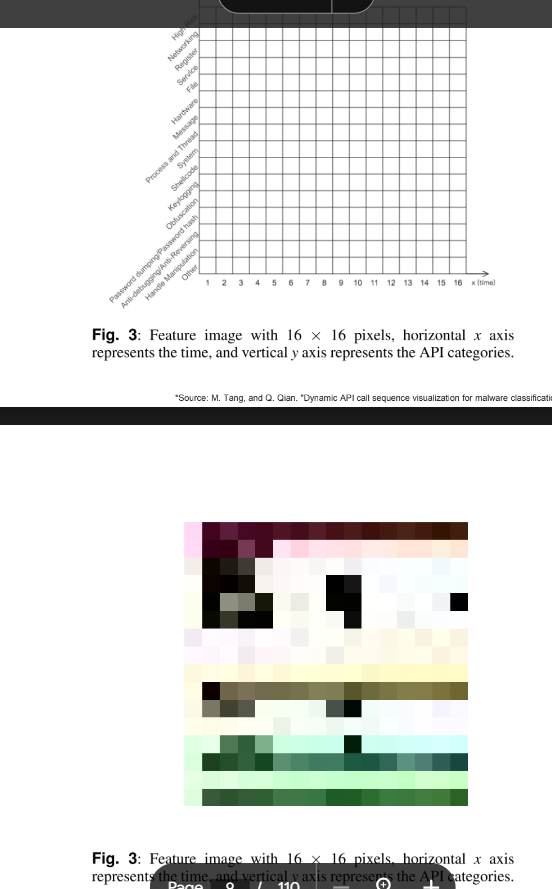 Networking
Register
Service
File
Hardware
Message
Process and Thread
System
Shellcode
Keylogging
Obfuscation
Password dumping/Password hash
Anti-debugging/Anti-Reversing
Handle Manipulation
Other
1 2 3 4 5 6 7 8 9 10 11 12 13 14 15 16 x (time)
Fig. 3: Feature image with 16 × 16 pixels, horizontal x axis
represents the time, and vertical y axis represents the API categories.
*Source: M. Tang, and Q. Qian. "Dynamic API call sequence visualization for malware classificatio
Fig. 3: Feature image with 16 × 16 pixels, horizontal x axis
represents the time, and vertical y axis represents the API categories.
Page / 110